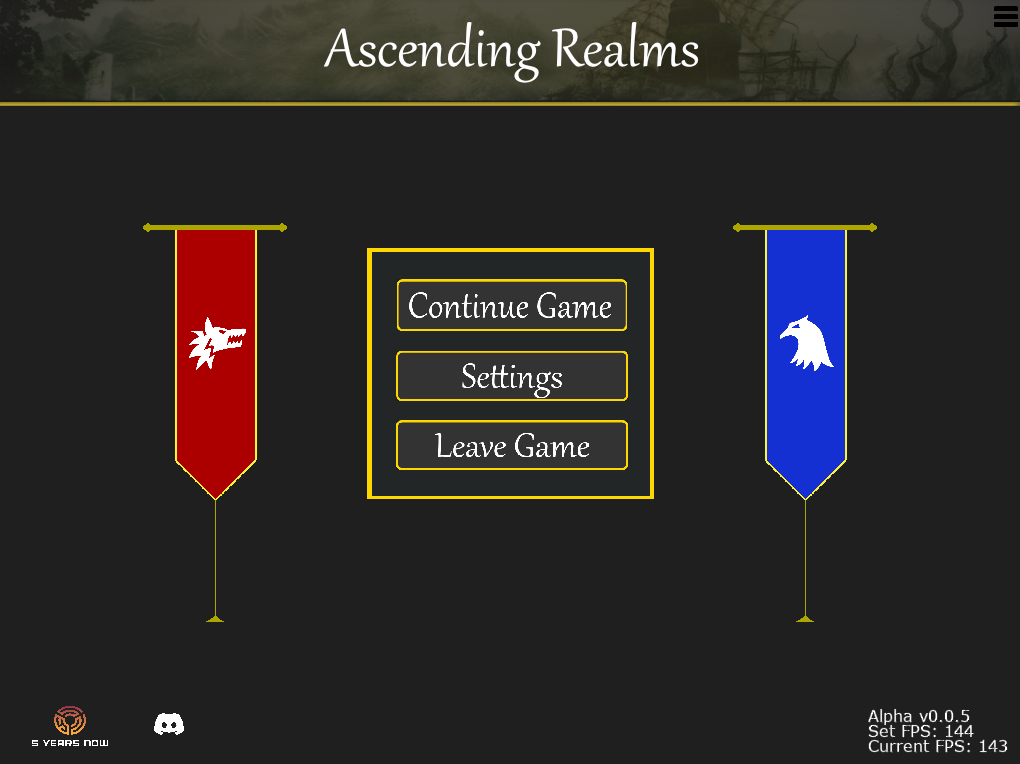 Ascending Realms
Continue Game
Settings
Leave Game
5 YEARS NOW
Alpha v0.0.5
Set FPS: 144
Current FPS: 143